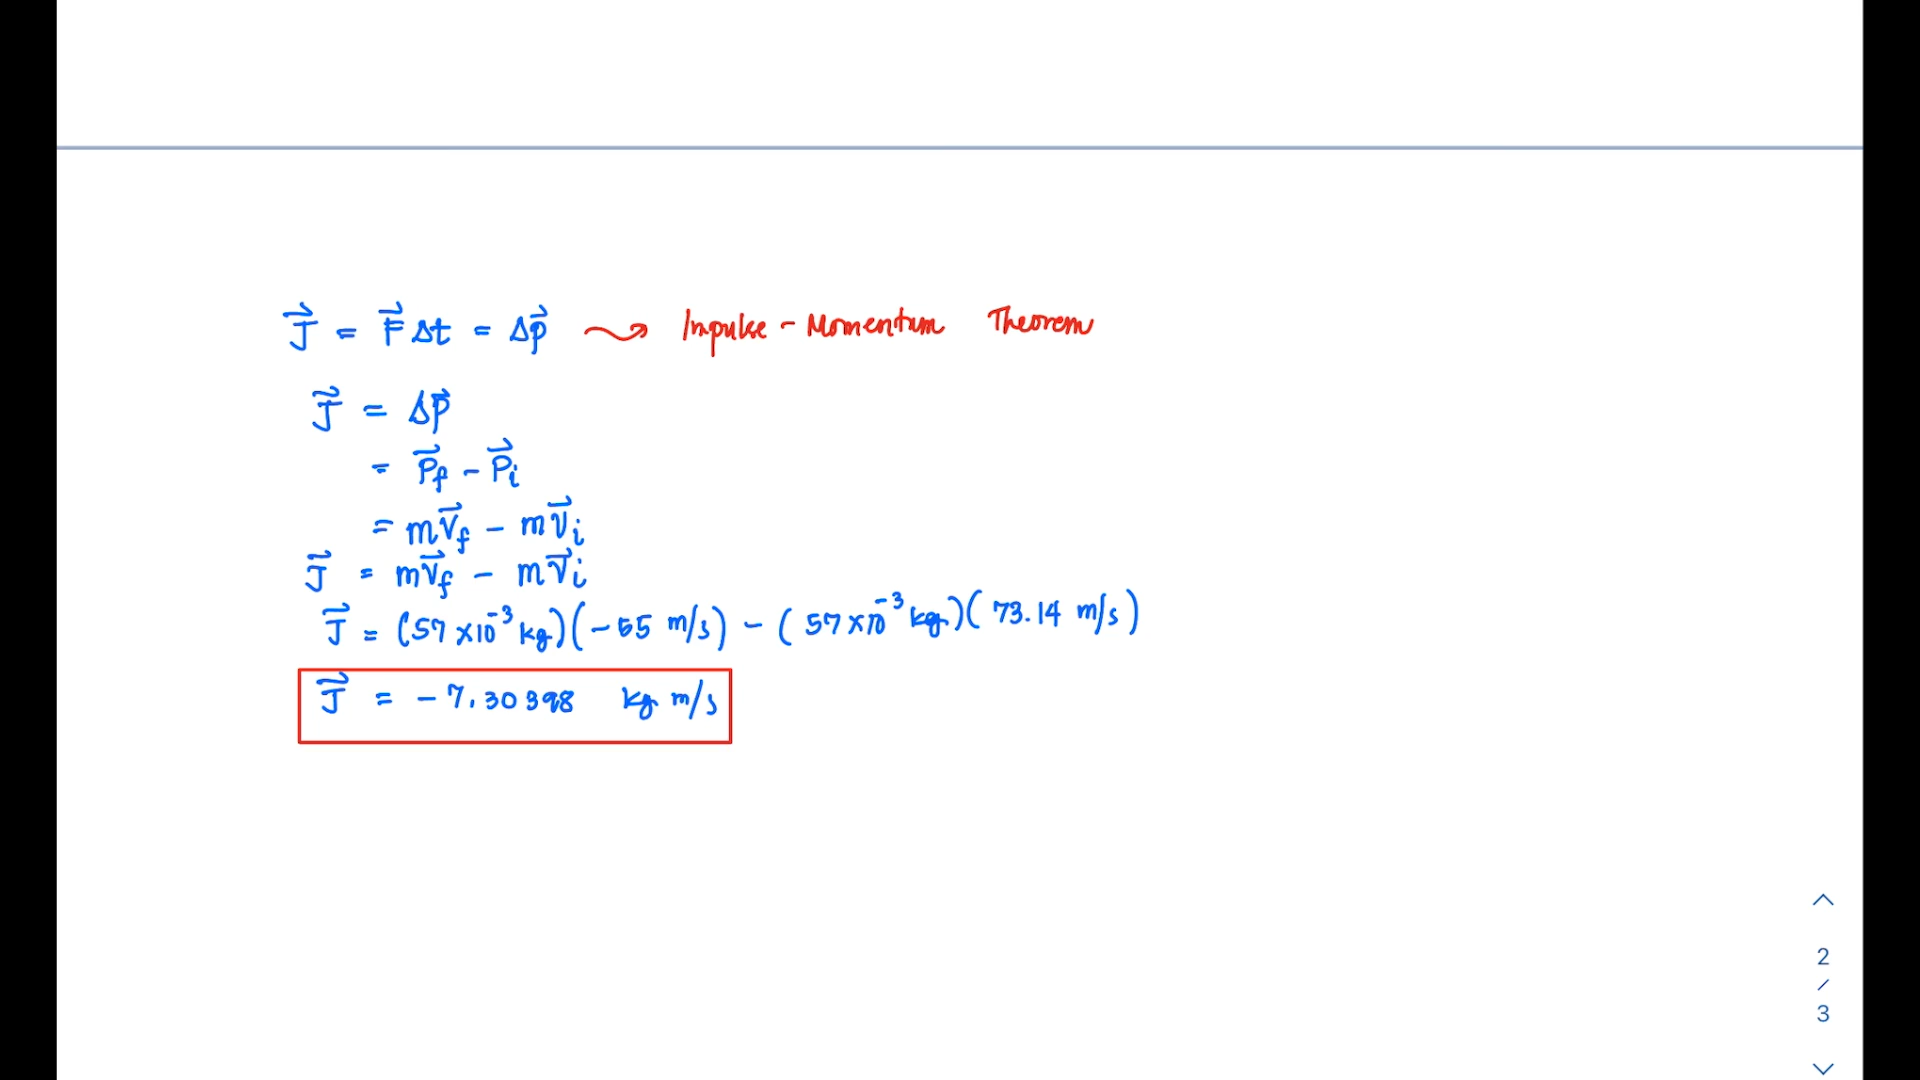 J⃗ = F⃗ Δt = Δp⃗ ⤳ Impulse - Momentum Theorem
J⃗ = Δp⃗
= P⃗f - P⃗i
= mV⃗f - mV⃗i
J⃗ = mV⃗f - mV⃗i
J⃗ = (57 x10⁻³ kg)(-55 m/s) - (57 x10⁻³ kg)(73.14 m/s)
J⃗ = -7.30398 kg m/s
2
/
3